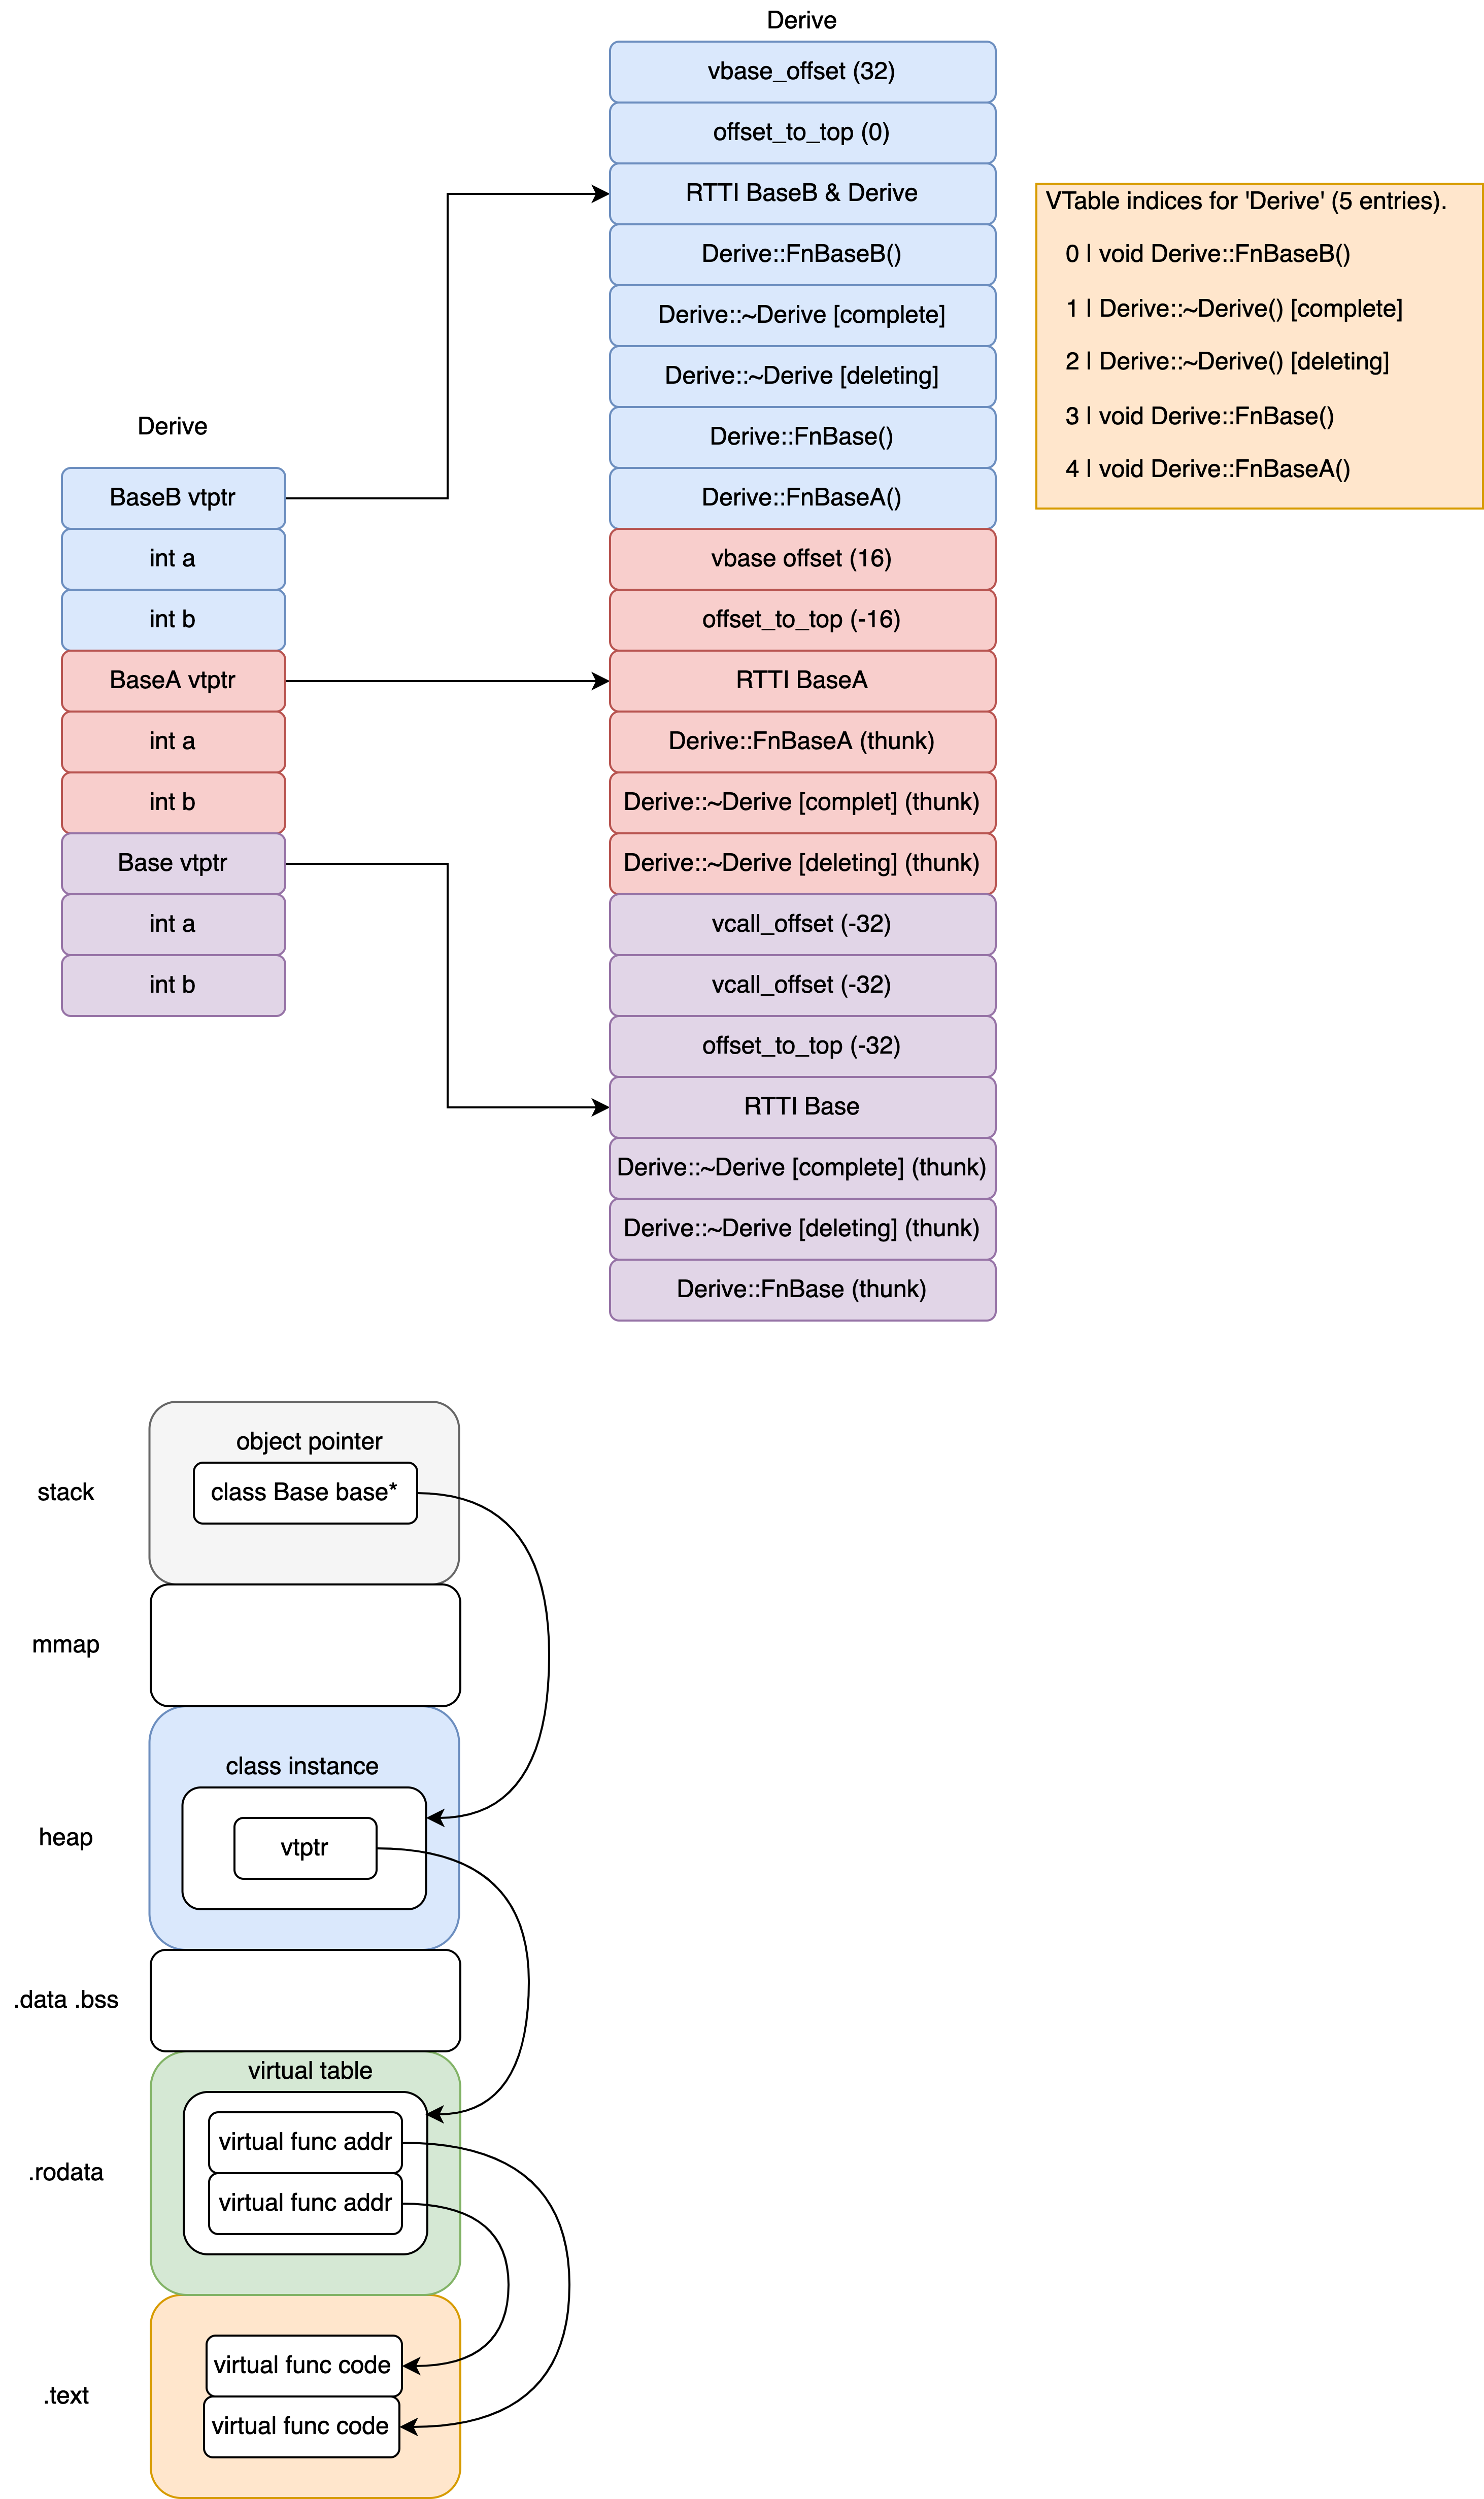 Derive
vbase_offset (32)
offset_to_top (0)
RTTI BaseB & Derive
Derive::FnBaseB()
Derive::~Derive [complete]
Derive::~Derive [deleting]
Derive::FnBase()
Derive::FnBaseA()
vbase offset (16)
offset_to_top (-16)
RTTI BaseA
Derive::FnBaseA (thunk)
Derive::~Derive [complet] (thunk)
Derive::~Derive [deleting] (thunk)
vcall_offset (-32)
vcall_offset (-32)
offset_to_top (-32)
RTTI Base
Derive::~Derive [complete] (thunk)
Derive::~Derive [deleting] (thunk)
Derive::FnBase (thunk)
VTable indices for 'Derive' (5 entries).
0 | void Derive::FnBaseB()
1 | Derive::~Derive() [complete]
2 | Derive::~Derive() [deleting]
3 | void Derive::FnBase()
4 | void Derive::FnBaseA()
Derive
BaseB vtptr
int a
int b
BaseA vtptr
int a
int b
Base vtptr
int a
int b
stack
object pointer
class Base base*
mmap
heap
class instance
vtptr
.data .bss
.rodata
virtual table
virtual func addr
virtual func addr
.text
virtual func code
virtual func code